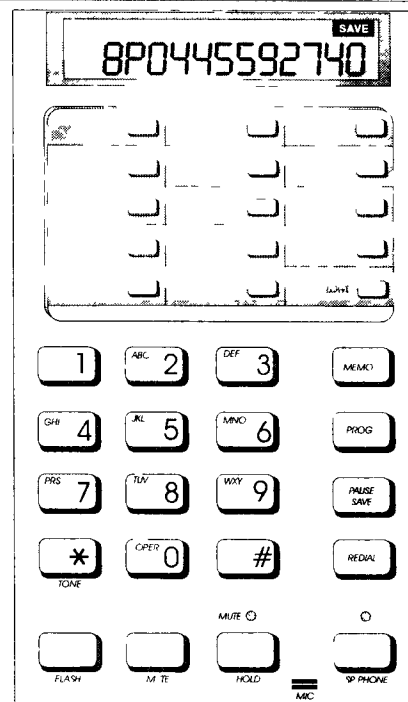 SAVE
8P0445592740
1 ABC 2 DEF 3 MEMO
GHI 4 JKL 5 MNO 6 PROG
PRS 7 TUV 8 WXY 9 PAUSE
SAVE
* OPER 0 # REDIAL
TONE
MUTE
FLASH M TE HOLD SP PHONE
MIC